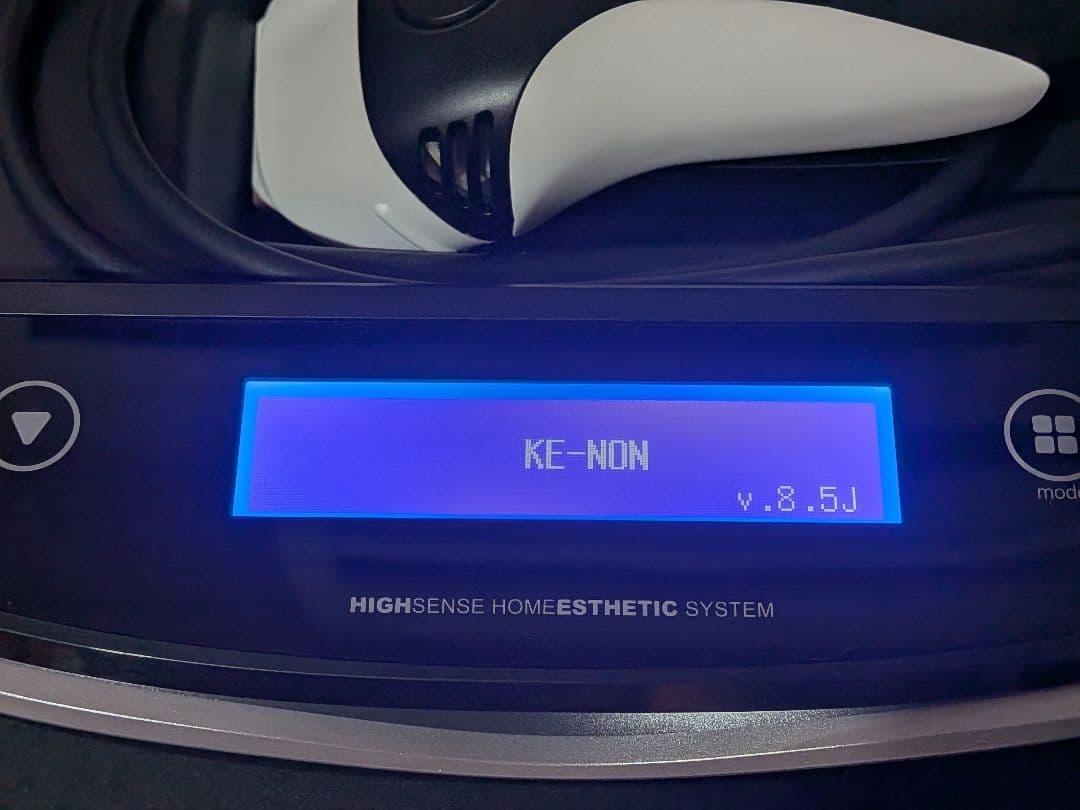 KE-NON
v.8.5J
mode
HIGHSENSE HOMEESTHETIC SYSTEM